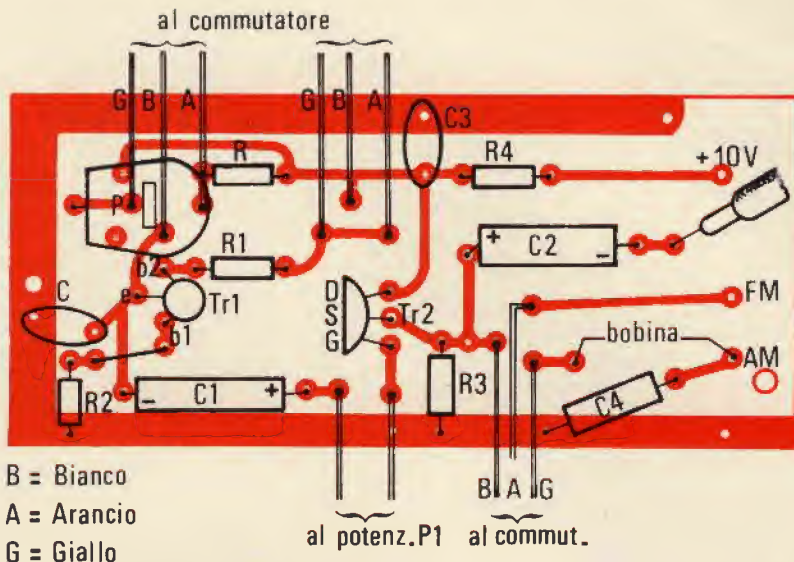 al commutatore
G B A G B A
C3
R R4 +10V
P
R1 + C2 -
b2
C e Tr1 D S G Tr2 FM
b1 bobina
AM
R2 - C1 + R3 C4
B = Bianco B A G
A = Arancio
al potenz.P1 al commut.
G = Giallo